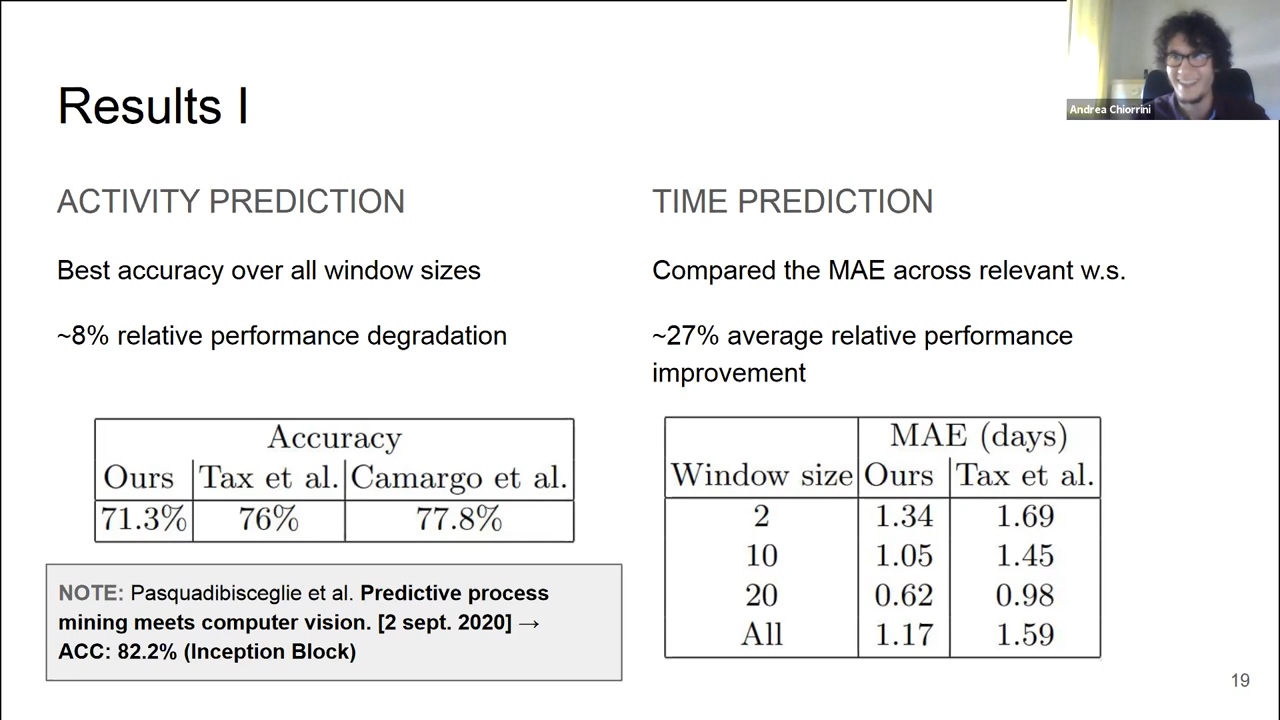 Andrea Chiorrini
Results I
ACTIVITY PREDICTION
Best accuracy over all window sizes
~8% relative performance degradation
Accuracy
Ours Tax et al. Camargo et al.
71.3% 76% 77.8%
NOTE: Pasquadibisceglie et al. Predictive process
mining meets computer vision. [2 sept. 2020] →
ACC: 82.2% (Inception Block)
TIME PREDICTION
Compared the MAE across relevant w.s.
~27% average relative performance
improvement
MAE (days)
Window size Ours Tax et al.
2 1.34 1.69
10 1.05 1.45
20 0.62 0.98
All 1.17 1.59
19